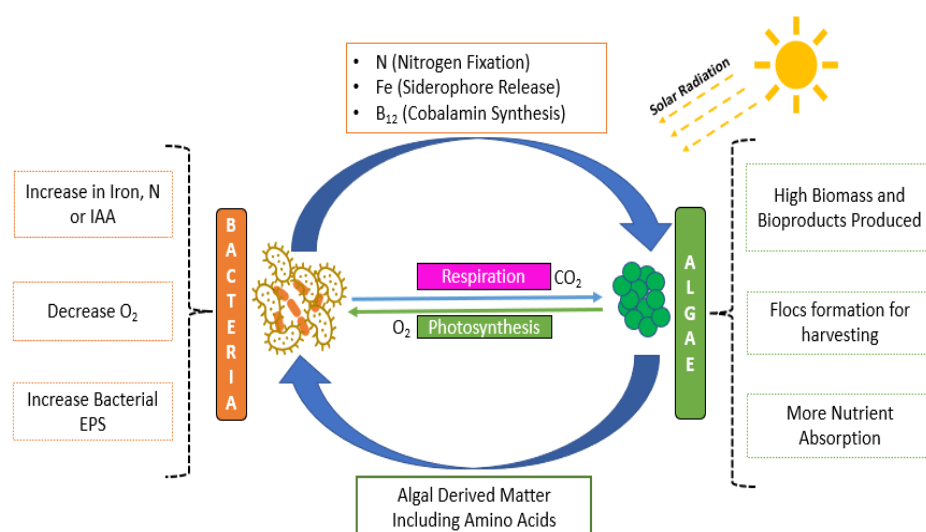 • N (Nitrogen Fixation)
• Fe (Siderophore Release)
• B₁₂ (Cobalamin Synthesis)
Solar Radiation
Increase in Iron, N
or IAA
Decrease O₂
Increase Bacterial
EPS
BACTERIA
Respiration
CO₂
O₂
Photosynthesis
ALGAE
High Biomass and
Bioproducts Produced
Flocs formation for
harvesting
More Nutrient
Absorption
Algal Derived Matter
Including Amino Acids